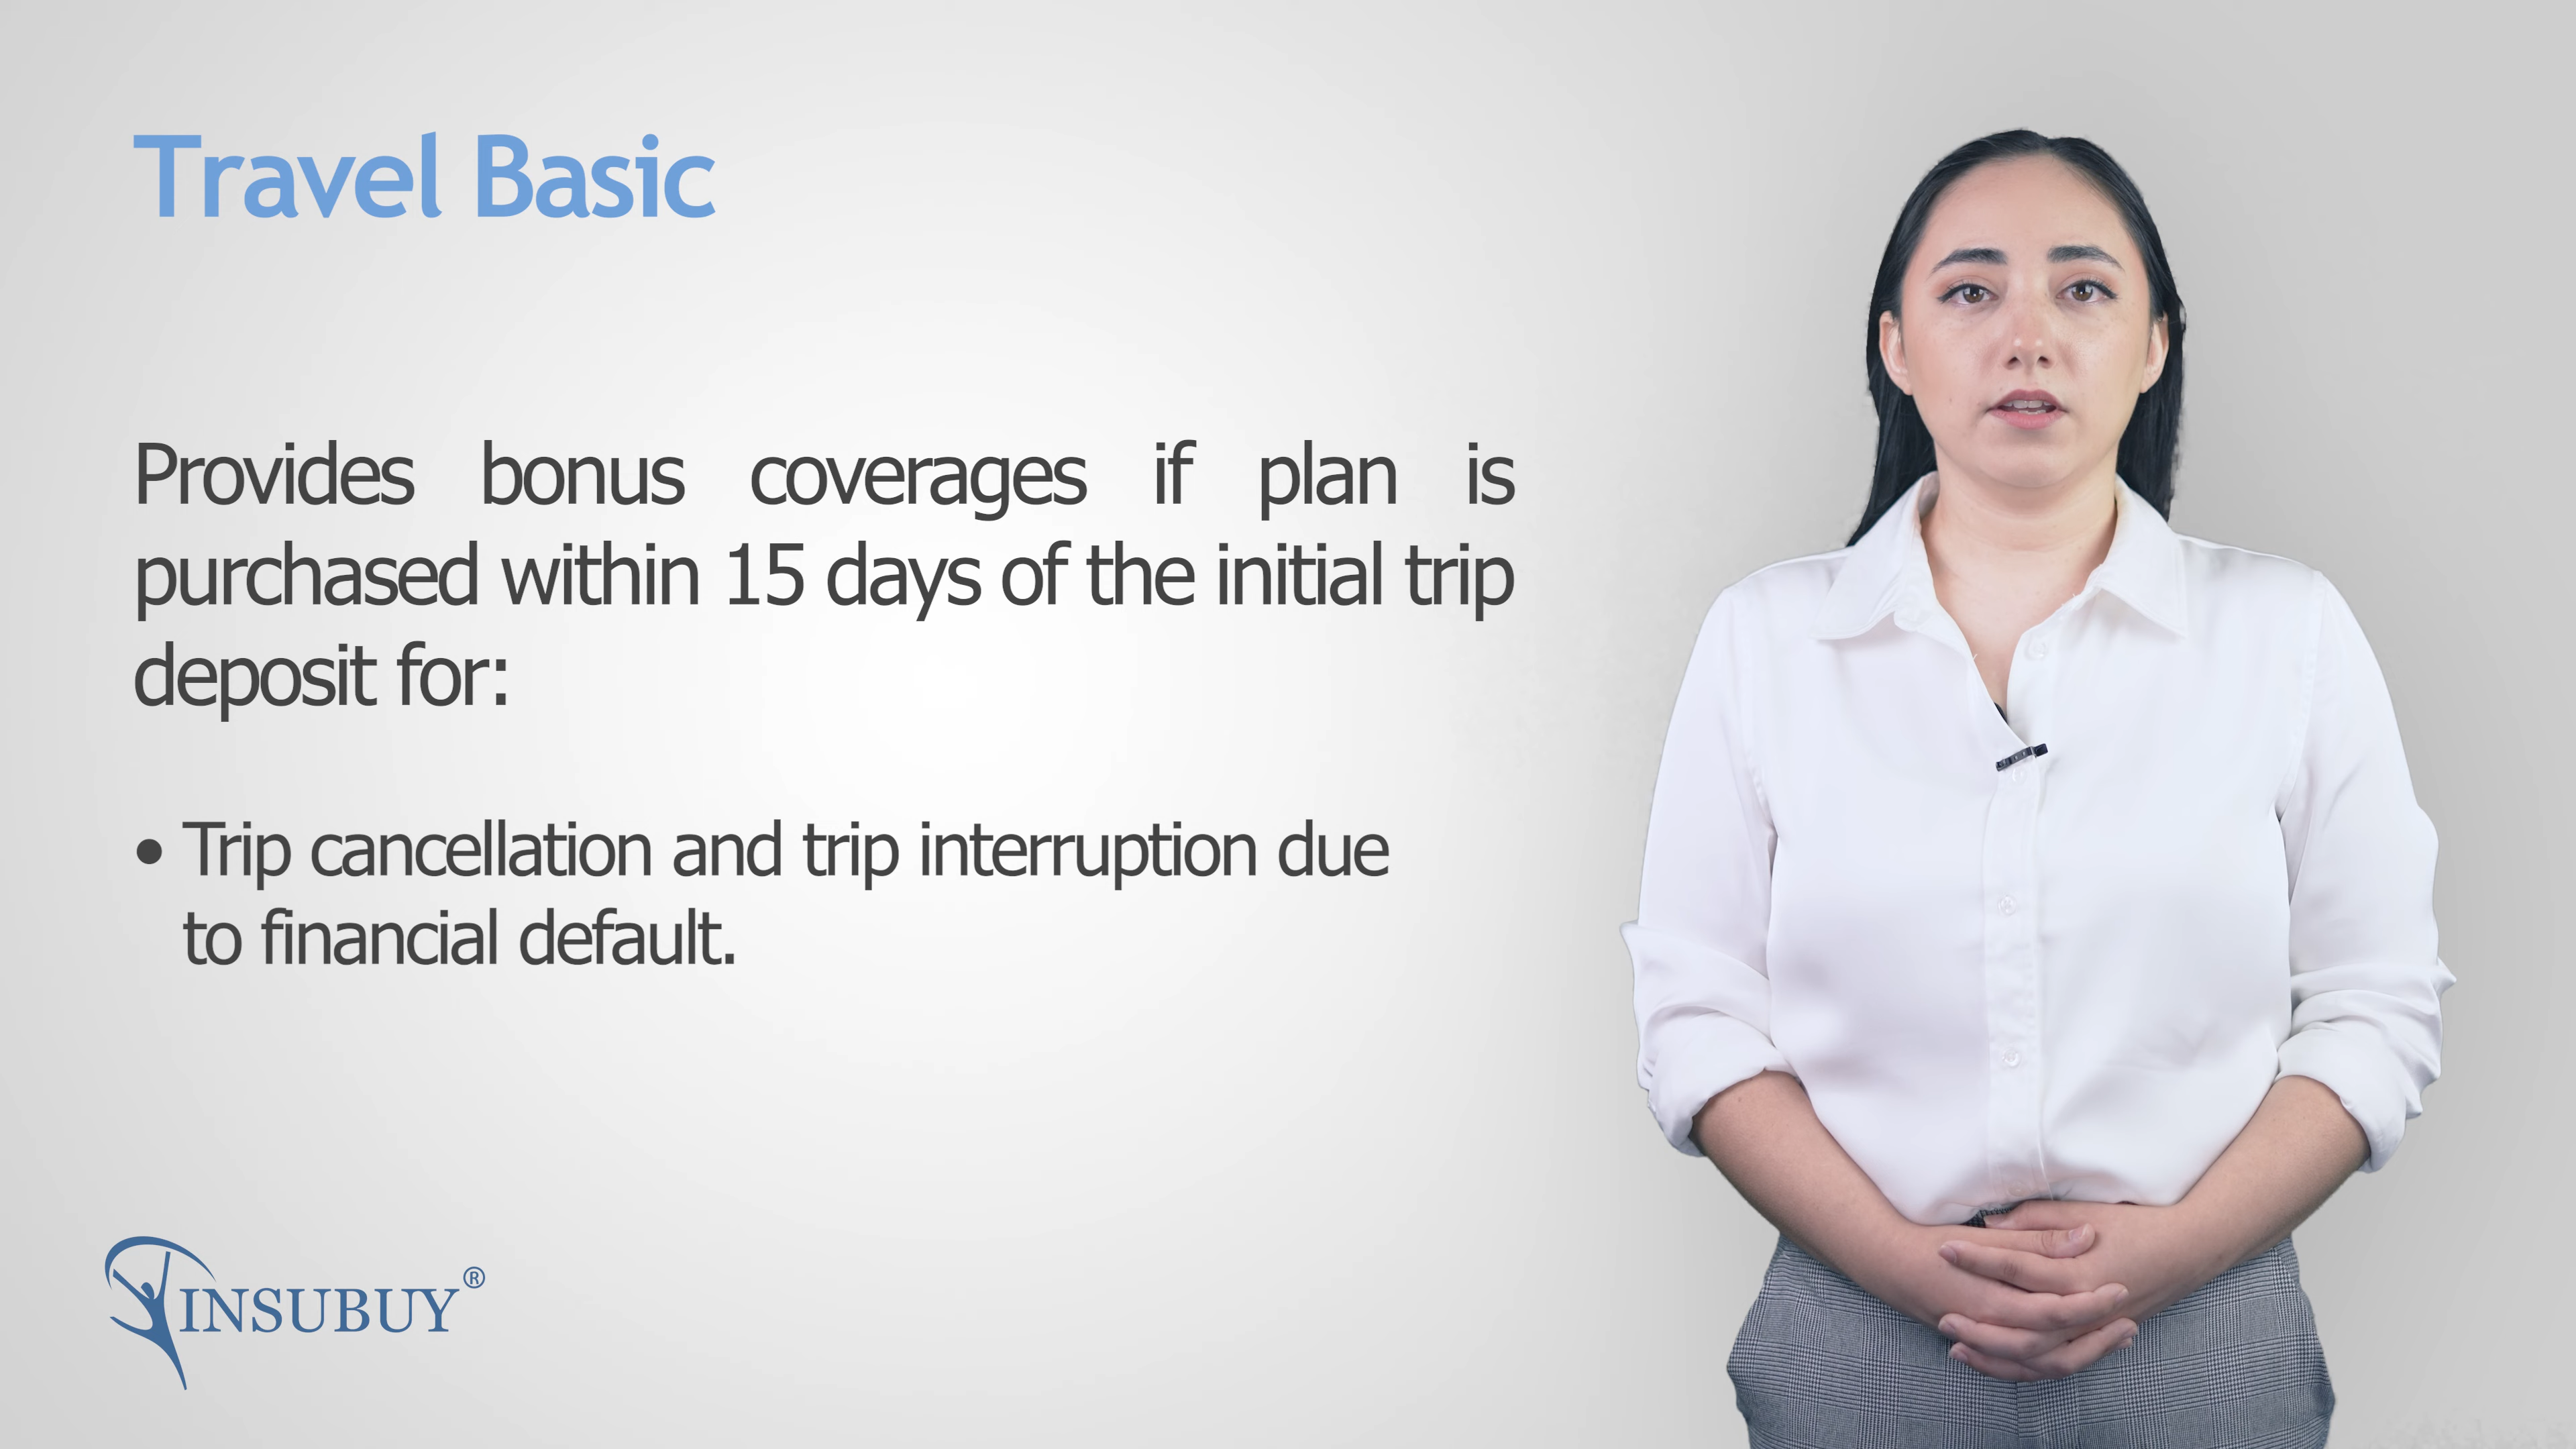 Travel Basic
Provides bonus coverages if plan is
purchased within 15 days of the initial trip
deposit for:
• Trip cancellation and trip interruption due
to financial default.
INSUBUY®